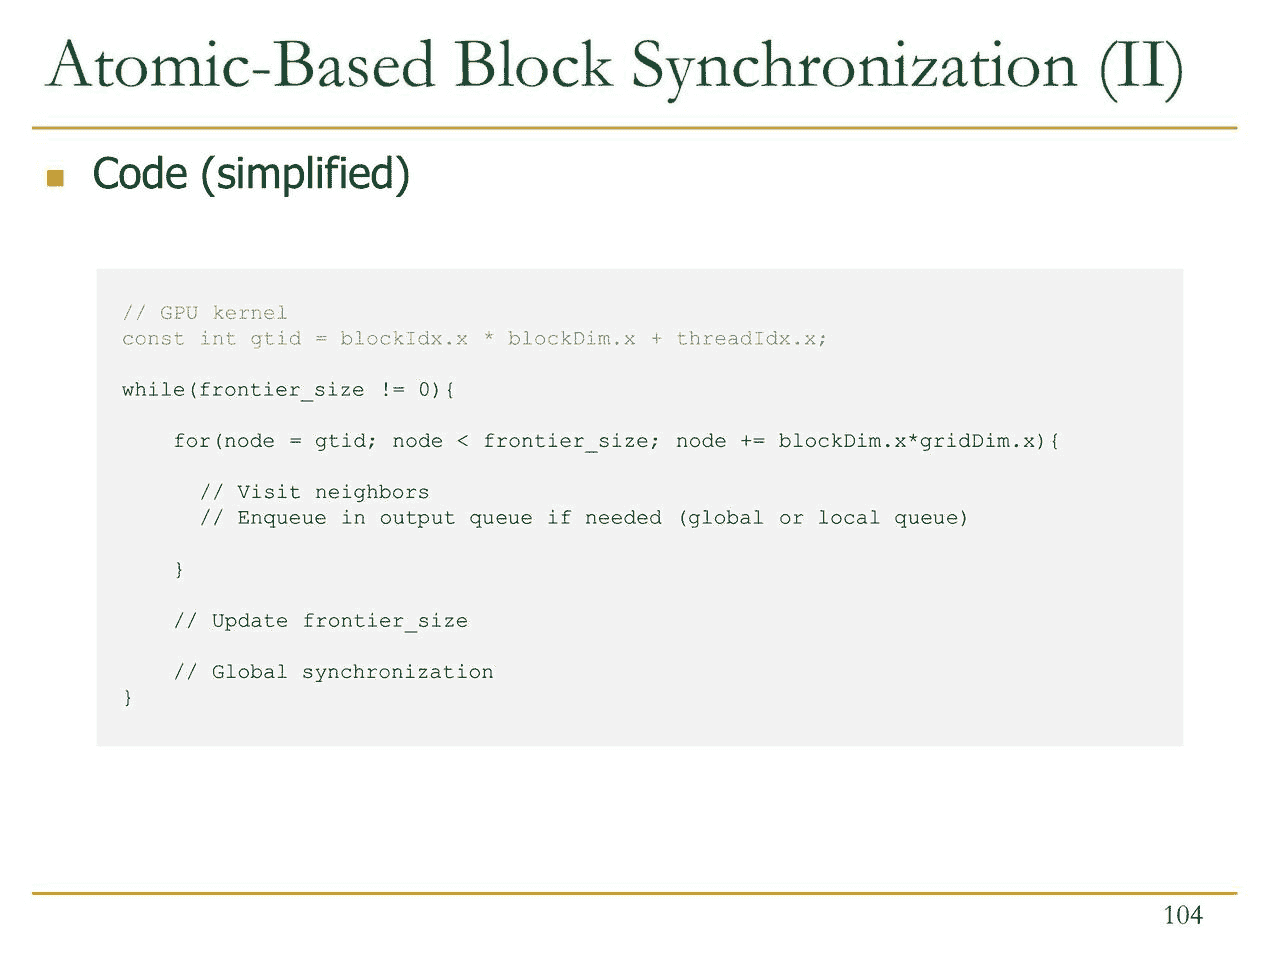 Atomic-Based Block Synchronization (II)
Code (simplified)
// GPU kernel
const int gtid = blockIdx.x * blockDim.x + threadIdx.x;
while(frontier_size != 0){
for(node = gtid; node < frontier_size; node += blockDim.x*gridDim.x){
// Visit neighbors
// Enqueue in output queue if needed (global or local queue)
}
// Update frontier_size
// Global synchronization
}
104